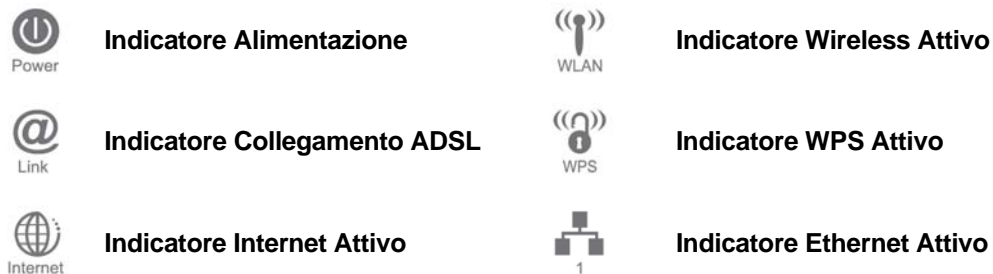 Power
Indicatore Alimentazione
WLAN
Indicatore Wireless Attivo
@
Link
Indicatore Collegamento ADSL
WPS
Indicatore WPS Attivo
Internet
Indicatore Internet Attivo
1
Indicatore Ethernet Attivo